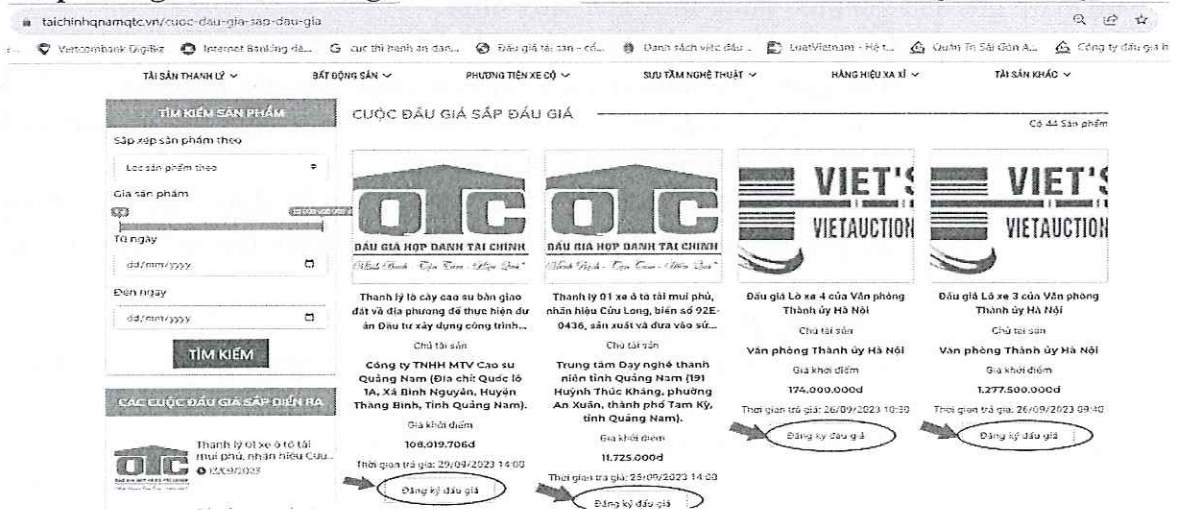 taichinhqnamqtc.vn/cuoc-dau-gia-sap-dau-gia
Vietcombank DigiBiz Internet Banking dà... cuc thi hanh an dan... Đấu giá tài sản - cổ... Danh sách việc đấu... LuatVietnam - Hệ t... Quản Trị Sài Gòn A... Công ty đấu giá h
TÀI SẢN THANH LÝ BẤT ĐỘNG SẢN PHƯƠNG TIỆN XE CỘ SƯU TẦM NGHỆ THUẬT HÀNG HIỆU XA XỈ TÀI SẢN KHÁC
TÌM KIẾM SẢN PHẨM
Sắp xếp sản phẩm theo
Lọc sản phẩm theo
Giá sản phẩm
Từ ngày
dd/mm/yyyy
Đến ngày
dd/mm/yyyy
TÌM KIẾM
CÁC CUỘC ĐẤU GIÁ SẮP DIỄN RA
QTC
Thanh lý 01 xe ô tô tải
mui phủ, nhãn hiệu Cửu...
12/09/2023
CUỘC ĐẤU GIÁ SẮP ĐẤU GIÁ
Có 44 Sản phẩm
QTC
ĐẤU GIÁ HỢP DANH TÀI CHÍNH
Thanh lý lô cây cao su bàn giao
đất về địa phương để thực hiện dự
án Đầu tư xây dựng công trình...
Chủ tài sản
Công ty TNHH MTV Cao su
Quảng Nam (Địa chỉ: Quốc lộ
1A, Xã Bình Nguyên, Huyện
Thăng Bình, Tỉnh Quảng Nam).
Giá khởi điểm
108.019.706đ
Thời gian trả giá: 29/09/2023 14:00
Đăng ký đấu giá
QTC
ĐẤU GIÁ HỢP DANH TÀI CHÍNH
Thanh lý 01 xe ô tô tải mui phủ,
nhãn hiệu Cửu Long, biển số 92E-
0436, sản xuất và đưa vào sử...
Chủ tài sản
Trung tâm Dạy nghề thanh
niên tỉnh Quảng Nam (191
Huỳnh Thúc Kháng, phường
An Xuân, thành phố Tam Kỳ,
tỉnh Quảng Nam).
Giá khởi điểm
11.725.000đ
Thời gian trả giá: 25/09/2023 14:00
Đăng ký đấu giá
VIET'S
VIETAUCTION
Đấu giá Lô xe 4 của Văn phòng
Thành ủy Hà Nội
Chủ tài sản
Văn phòng Thành ủy Hà Nội
Giá khởi điểm
174.000.000đ
Thời gian trả giá: 26/09/2023 10:30
Đăng ký đấu giá
VIET'S
VIETAUCTION
Đấu giá Lô xe 3 của Văn phòng
Thành ủy Hà Nội
Chủ tài sản
Văn phòng Thành ủy Hà Nội
Giá khởi điểm
1.277.500.000đ
Thời gian trả giá: 26/09/2023 09:40
Đăng ký đấu giá